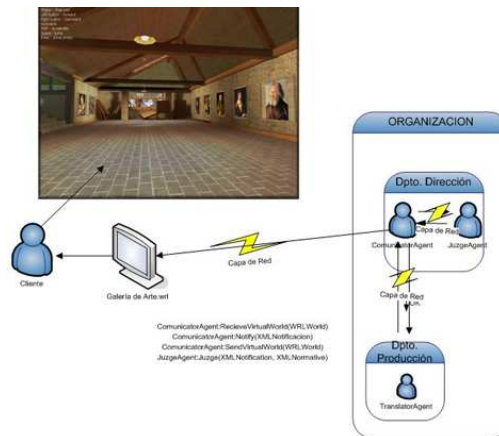 ORGANIZACION
Dpto. Dirección
Capa de Red
ComunicatorAgent
JuzgeAgent
Capa de Red
Cliente
Galería de Arte.wrl
Capa de Red
Dpto.
Producción
TranslatorAgent
ComunicatorAgent:RecieveVirtualWorld(WRLWorld)
ComunicatorAgent:Notify(XMLNotificacion)
ComunicatorAgent:SendVirtualWorld(WRLWorld)
JuzgeAgent:Juzge(XMLNotification, XMLNormative)